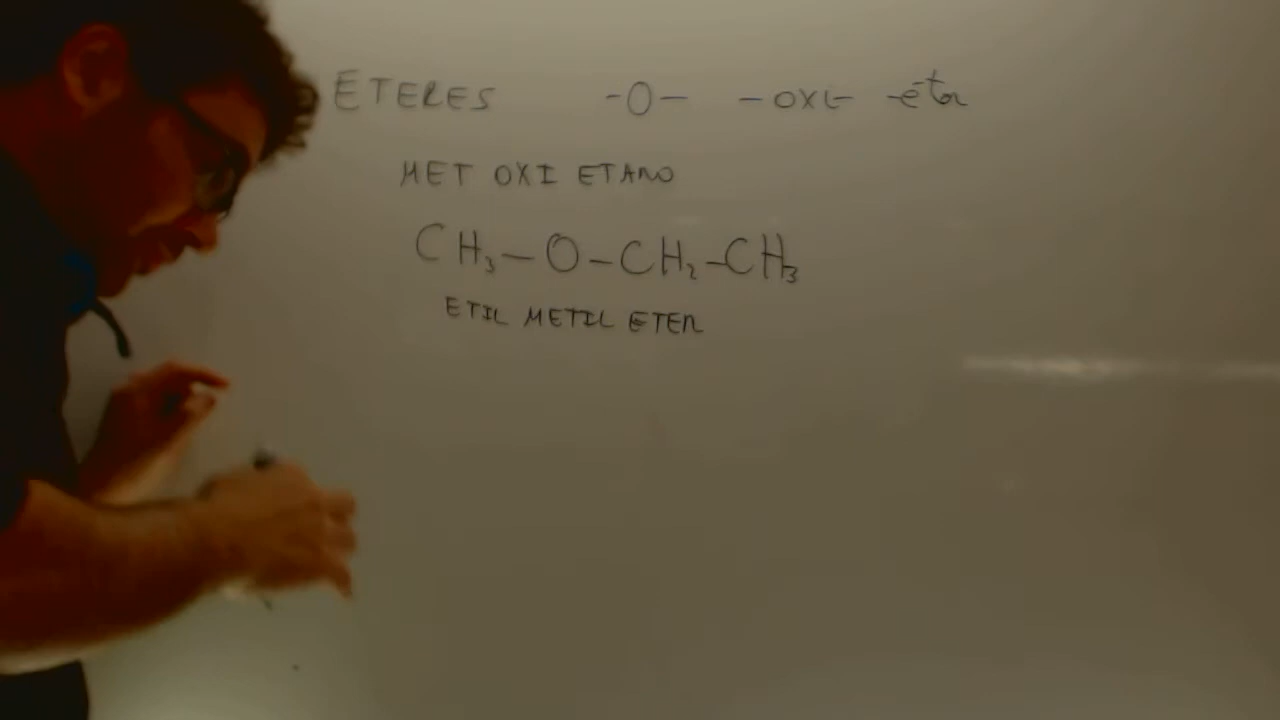 ETERES -O- -OXI- -éter
MET OXI ETANO
CH₃-O-CH₂-CH₃
ETIL METIL ETER